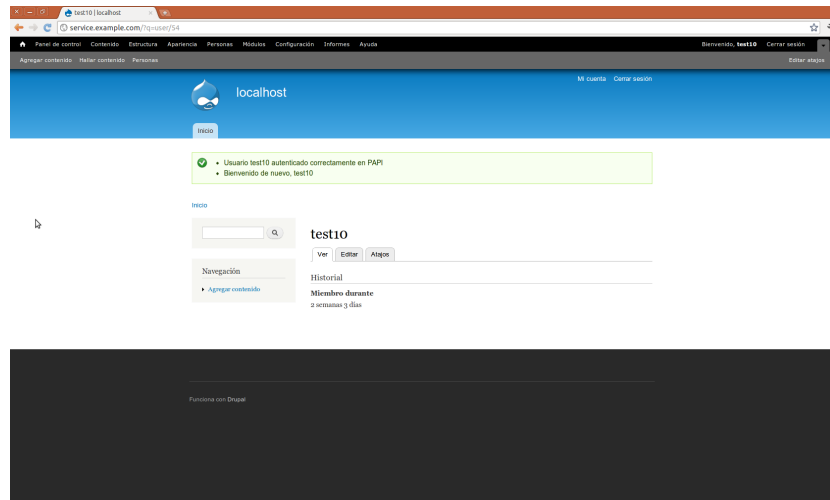 test10 | localhost
service.example.com/?q=user/54
Panel de control Contenido Estructura Apariencia Personas Módulos Configuración Informes Ayuda Bienvenido, test10 Cerrar sesión
Agregar contenido Hallar contenido Personas Editar atajos
Mi cuenta Cerrar sesión
localhost
Inicio
Usuario test10 autenticado correctamente en PAPI
Bienvenido de nuevo, test10
Inicio
test10
Ver Editar Atajos
Navegación
Agregar contenido
Historial
Miembro durante
2 semanas 3 días
Funciona con Drupal